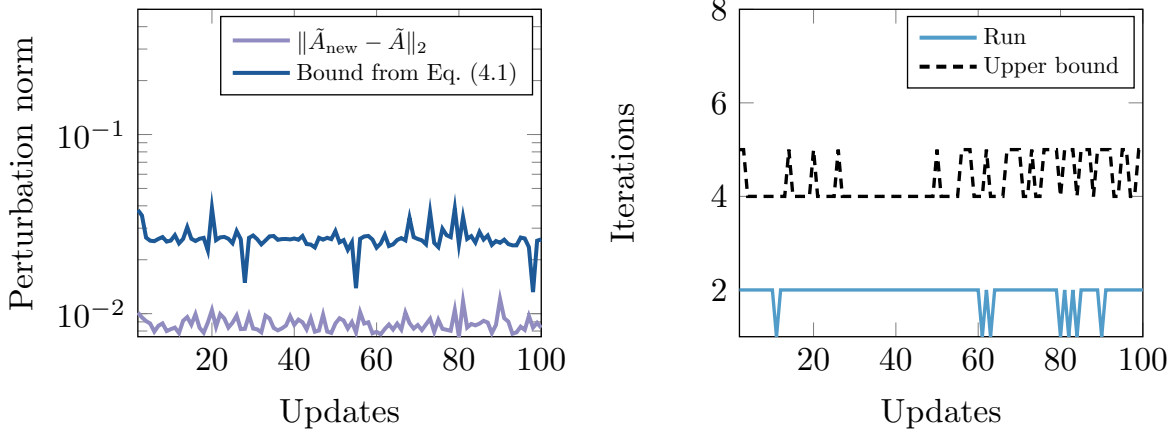 Perturbation norm
10⁻¹
10⁻²
‖Ã_new − Ã‖₂
Bound from Eq. (4.1)
20 40 60 80 100
Updates
Iterations
8
6
4
2
Run
Upper bound
20 40 60 80 100
Updates